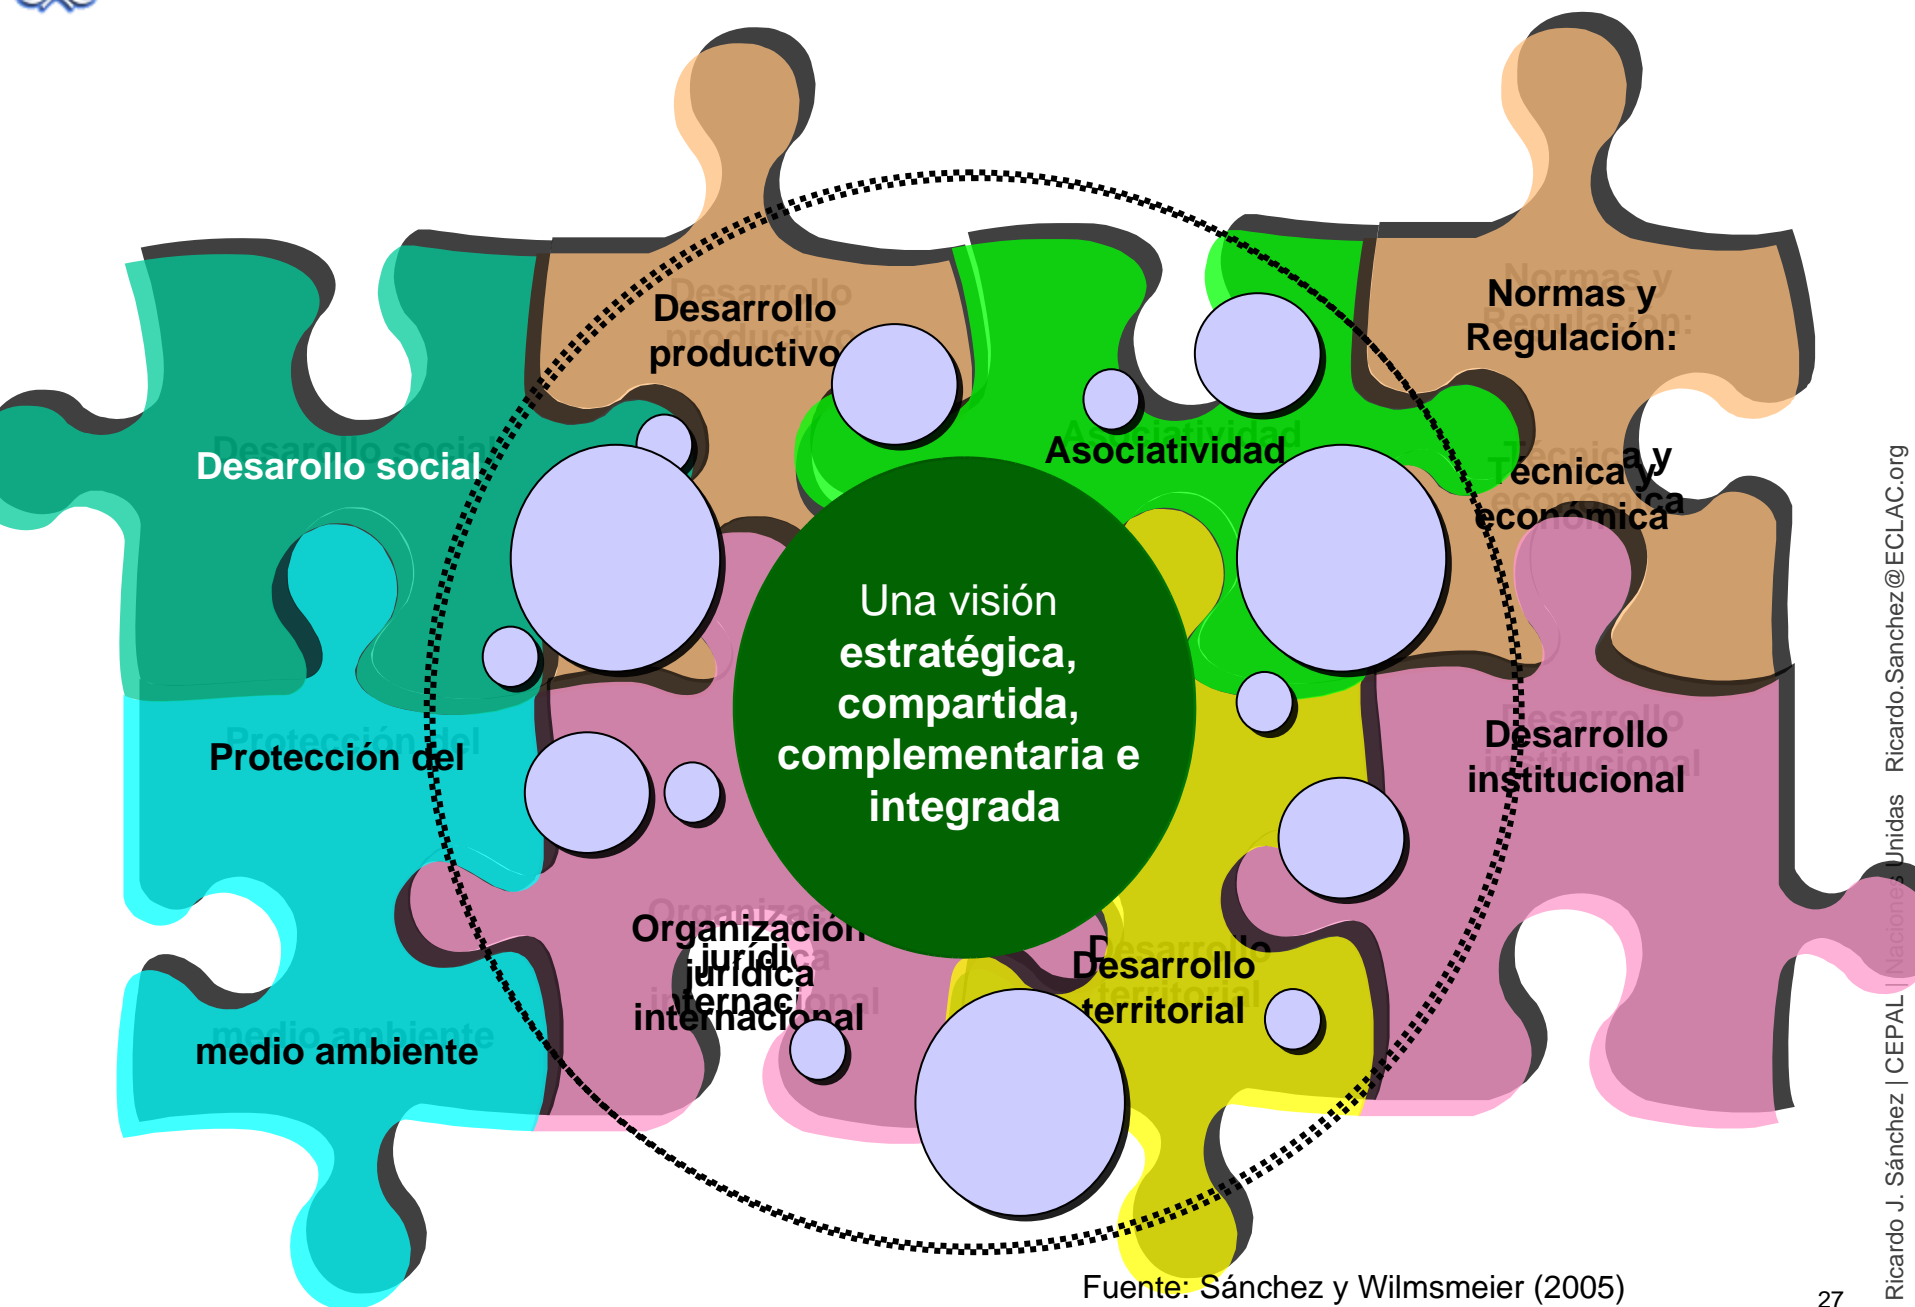 Desarrollo
productivo
Normas y
Regulación:
Técnica y
económica
Desarollo social
Asociatividad
Una visión
estratégica,
compartida,
complementaria e
integrada
Protección del
medio ambiente
Organización
jurídica
internacional
Desarrollo
territorial
Desarrollo
institucional
Fuente: Sánchez y Wilmsmeier (2005)
27
Ricardo J. Sánchez | CEPAL | Naciones Unidas Ricardo.Sanchez@ECLAC.org